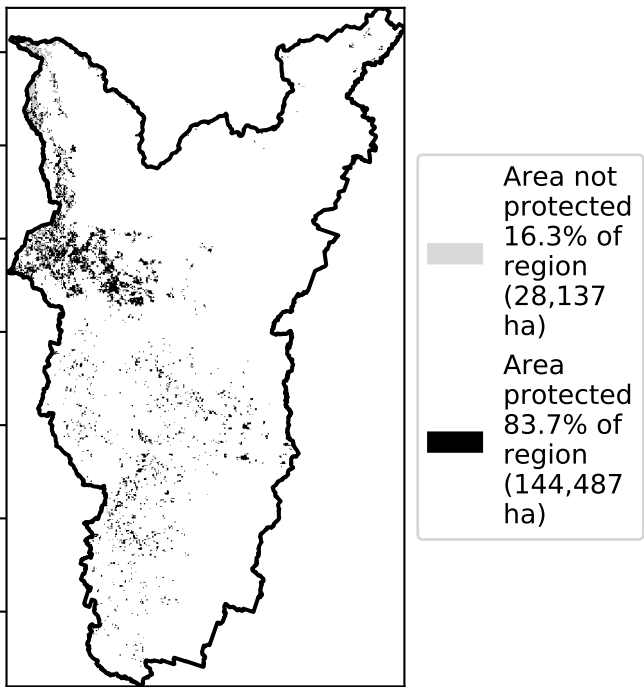 Area not
protected
16.3% of
region
(28,137
ha)
Area
protected
83.7% of
region
(144,487
ha)